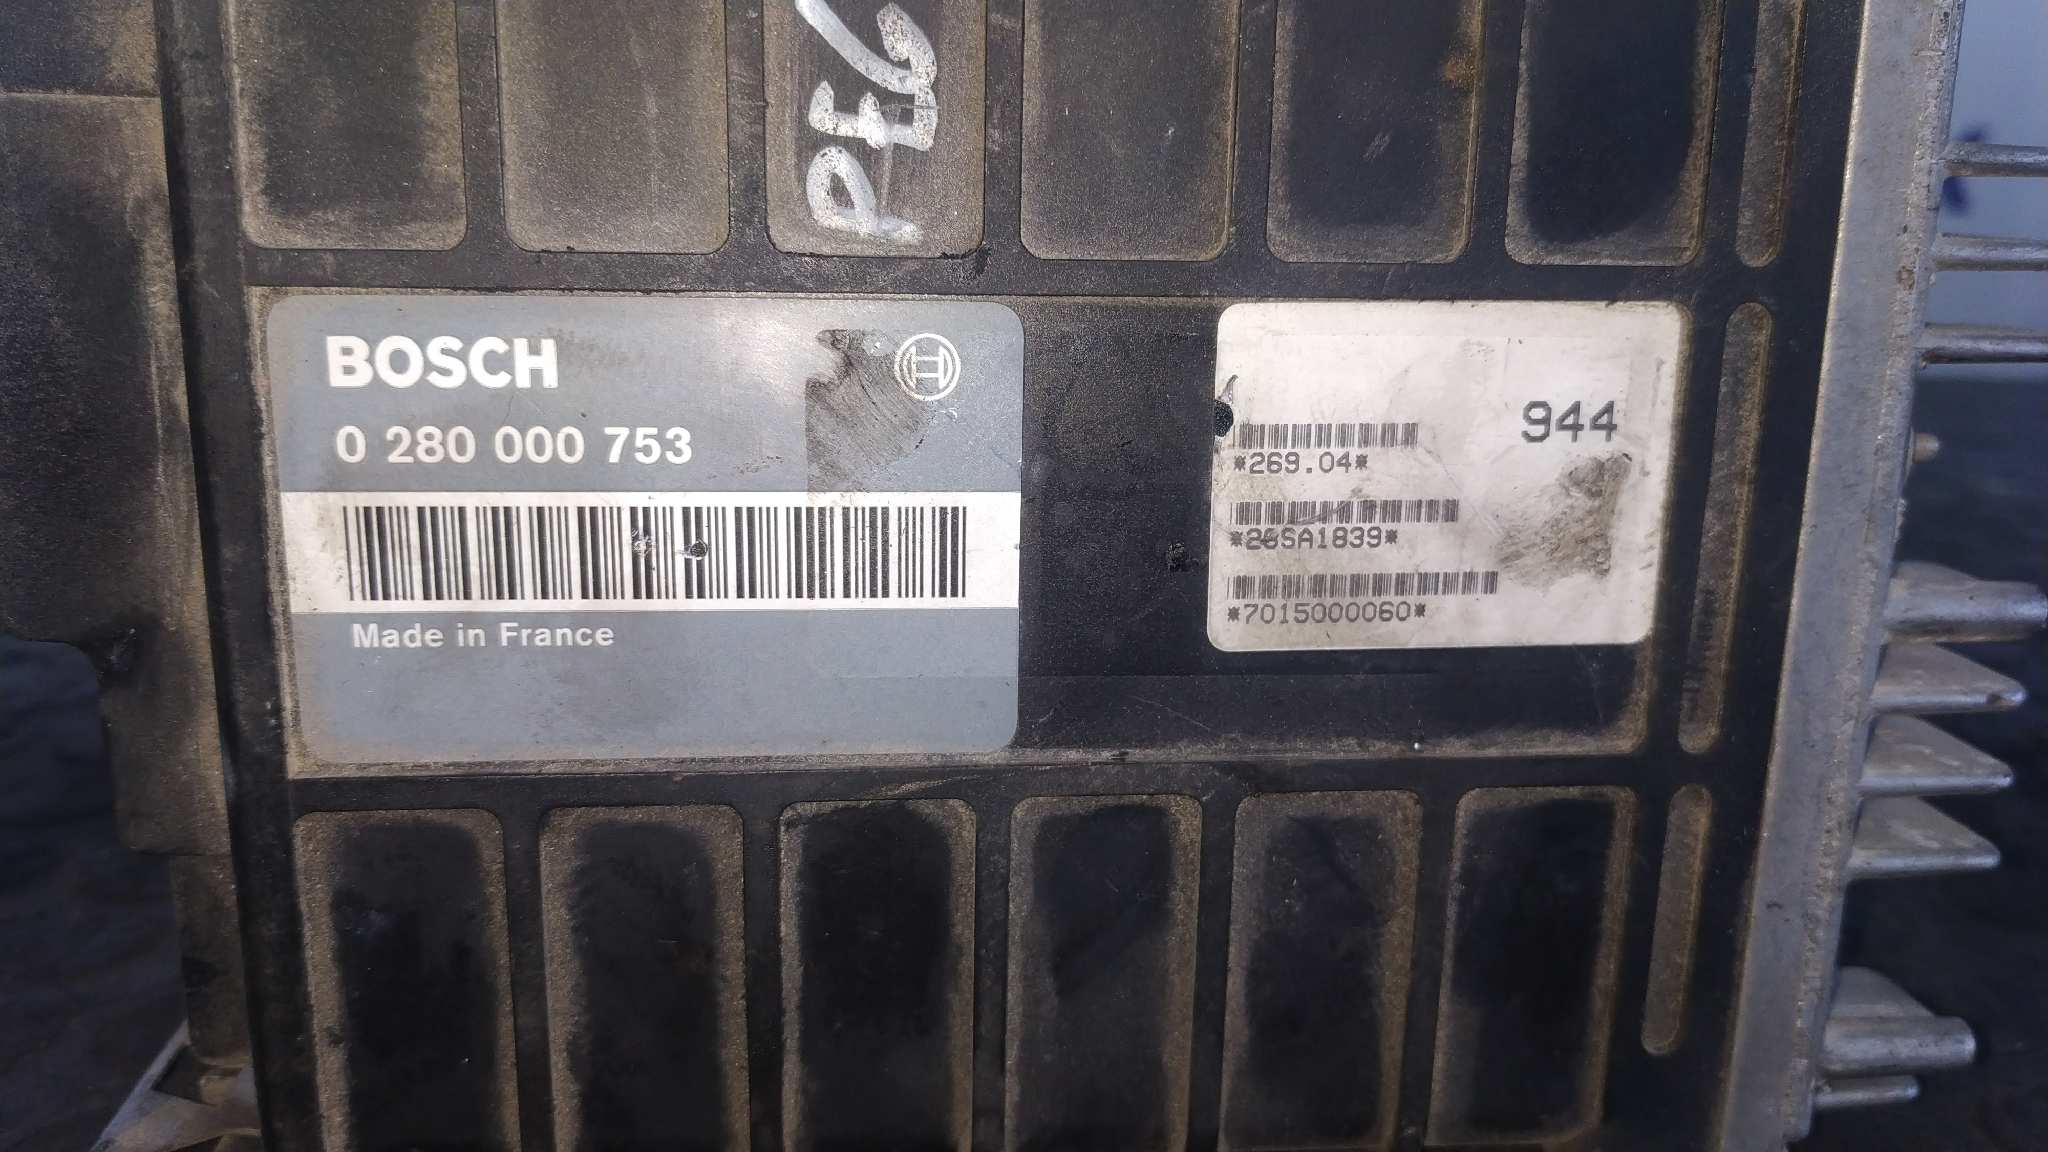 PEG
BOSCH
0 280 000 753
Made in France
944
*269.04*
*26SA1839*
*7015000060*